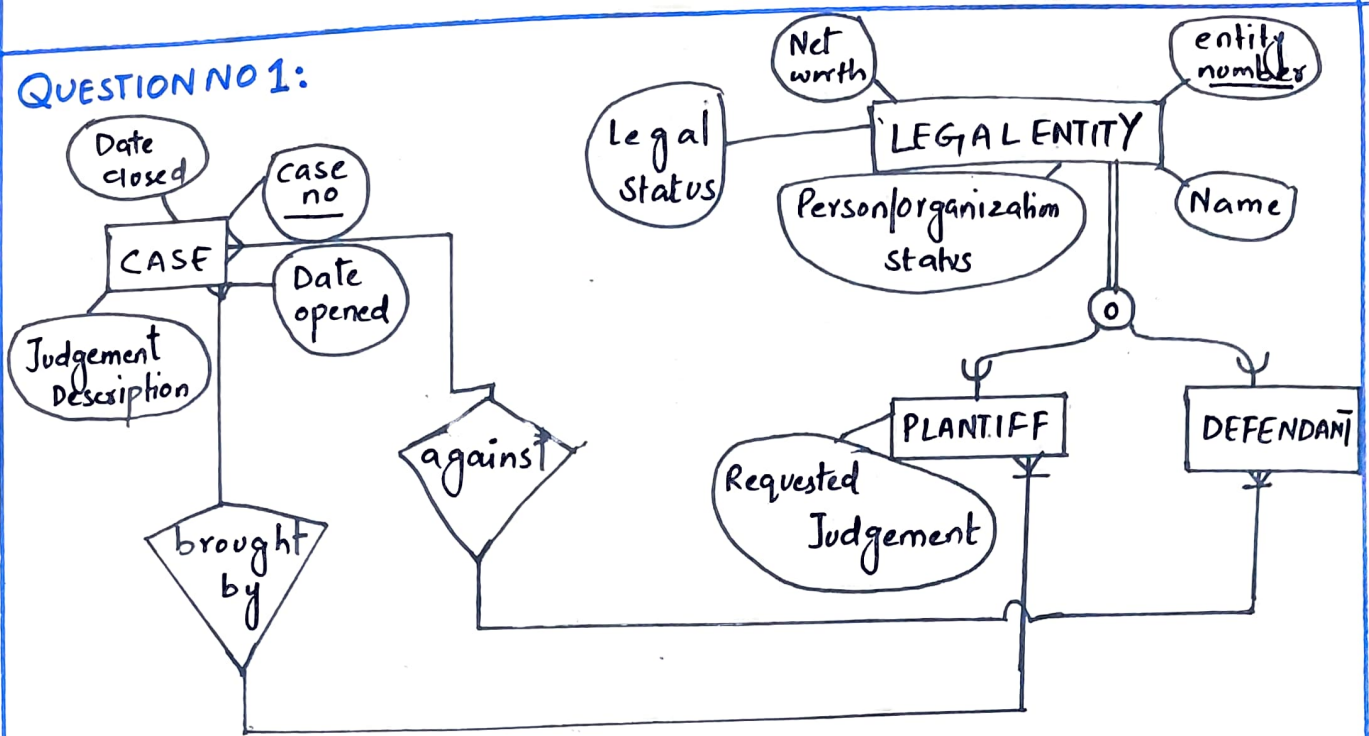 QUESTION NO 1:
Date
closed
case
no
CASE
Date
opened
Judgement
Description
against
brought
by
Net
worth
entity
number
Legal
status
LEGAL ENTITY
Person/organization
status
Name
O
PLANTIFF
DEFENDANT
Requested
Judgement